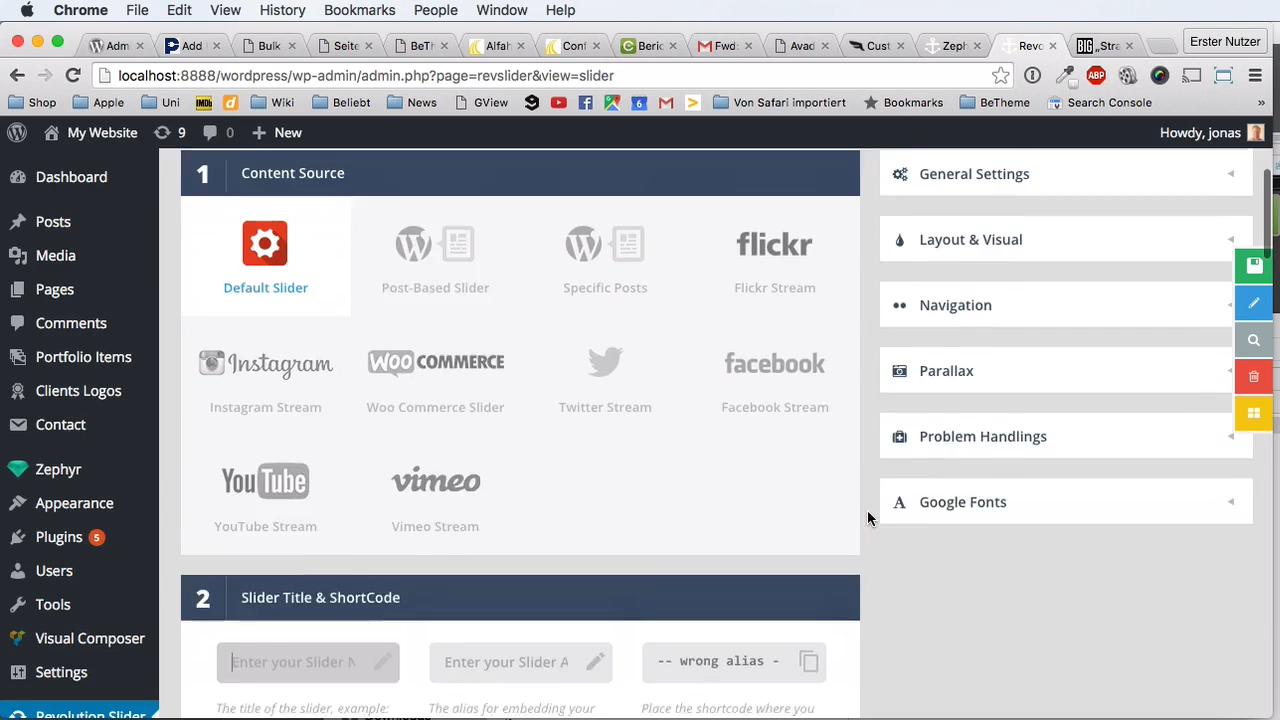 Chrome File Edit View History Bookmarks People Window Help
Adm Add Bulk Seite BeTh Alfah Conf Beric Fwd Avac Cust Zeph Revo „Stre Erster Nutzer
localhost:8888/wordpress/wp-admin/admin.php?page=revslider&view=slider
Shop Apple Uni IMDb Wiki Beliebt News GView Von Safari importiert Bookmarks BeTheme Search Console »
My Website 9 0 New Howdy, jonas
Dashboard
Posts
Media
Pages
Comments
Portfolio Items
Clients Logos
Contact
Zephyr
Appearance
Plugins 5
Users
Tools
Visual Composer
Settings
Revolution Slider
1 Content Source
Default Slider
Post-Based Slider
Specific Posts
flickr
Flickr Stream
Instagram
Instagram Stream
WOO COMMERCE
Woo Commerce Slider
Twitter Stream
facebook
Facebook Stream
YouTube
YouTube Stream
vimeo
Vimeo Stream
2 Slider Title & ShortCode
Enter your Slider N
Enter your Slider A
-- wrong alias -
The title of the slider, example:
The alias for embedding your
Place the shortcode where you
General Settings
Layout & Visual
Navigation
Parallax
Problem Handlings
Google Fonts